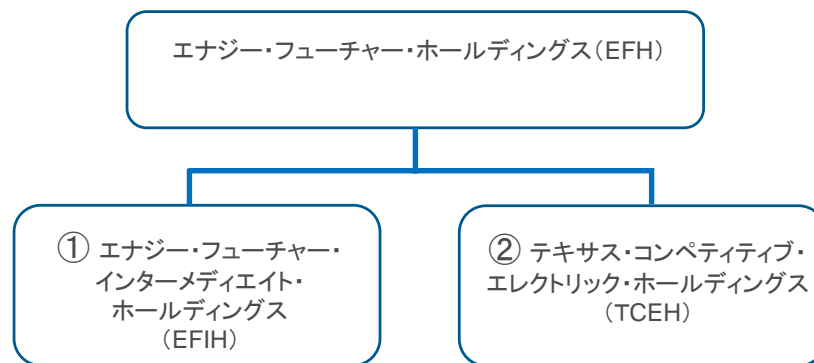 エナジー・フューチャー・ホールディングス(EFH)
① エナジー・フューチャー・
インターメディエイト・
ホールディングス
(EFIH)
② テキサス・コンペティティブ・
エレクトリック・ホールディングス
(TCEH)